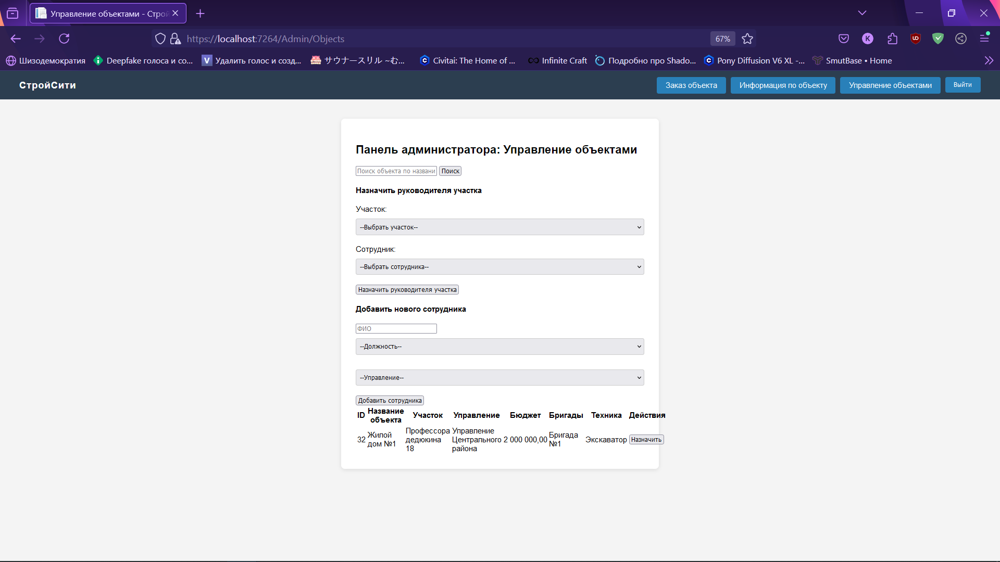 Управление объектами - Строй
https://localhost:7264/Admin/Objects
67%
K
Шизодемократия
Deepfake голоса и со...
V
Удалить голос и созд...
サウナースリル ~む...
Civitai: The Home of ...
Infinite Craft
Подробно про Shado...
Pony Diffusion V6 XL -...
SmutBase • Home
СтройСити
Заказ объекта
Информация по объекту
Управление объектами
Выйти
Панель администратора: Управление объектами
Поиск объекта по названи
Поиск
Назначить руководителя участка
Участок:
--Выбрать участок--
Сотрудник:
--Выбрать сотрудника--
Назначить руководителя участка
Добавить нового сотрудника
ФИО
--Должность--
--Управление--
Добавить сотрудника
ID Название объекта Участок Управление Бюджет Бригады Техника Действия
32 Жилой дом №1 Профессора дедюкина 18 Управление Центрального района 2 000 000,00 Бригада №1 Экскаватор Назначить